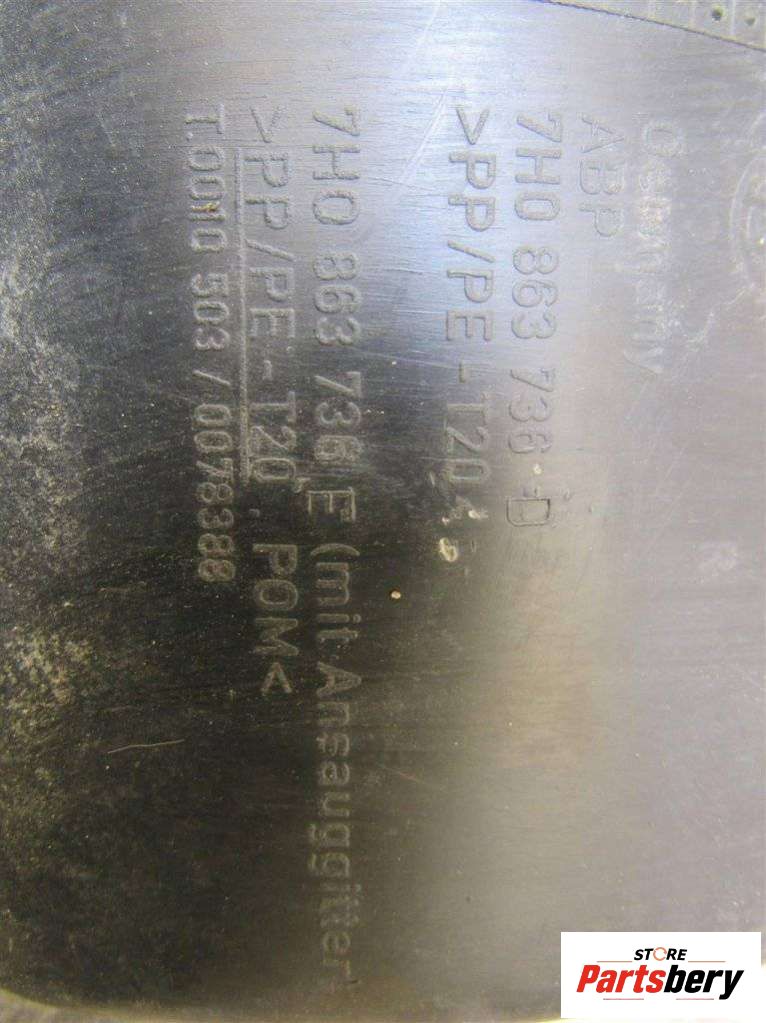 Germany
ABP
7H0 863 736 D
>PP/PE-T20<
7H0 863 736 E (mit Ansauggitter
>PP/PE-T20, POM<
T.0010 503 / 0078388
STORE
Partsbery